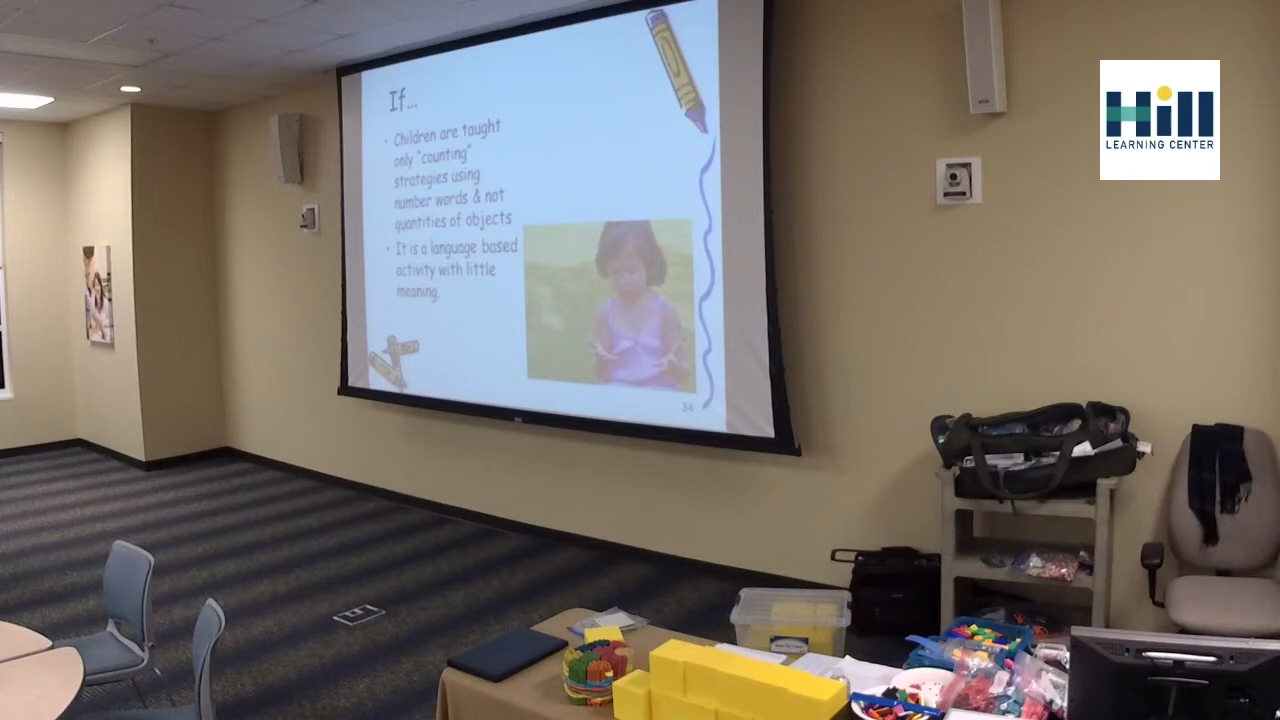 If...
• Children are taught
only "counting"
strategies using
number words & not
quantities of objects
• It is a language based
activity with little
meaning.
34
Hill
LEARNING CENTER